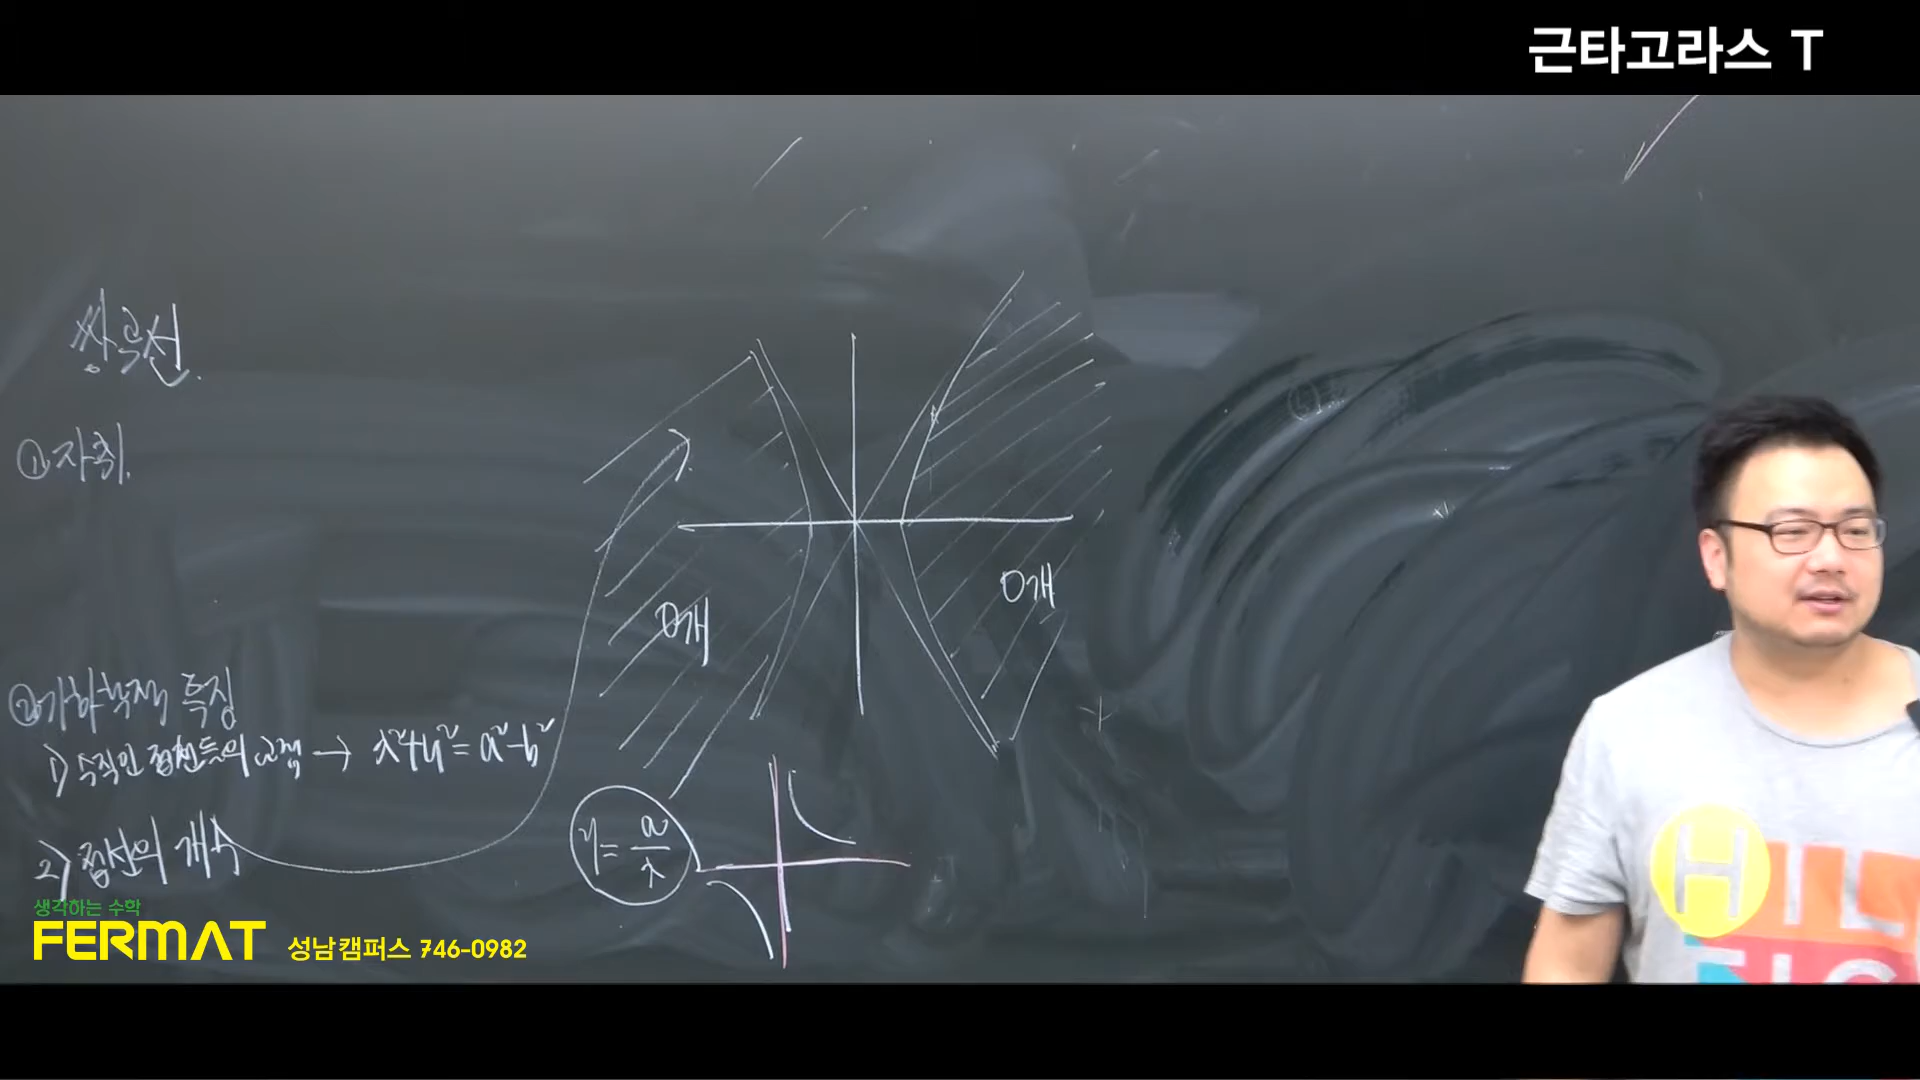 근타고라스 T
쌍곡선.
① 자취.
② 기하학적 특징
1) 수직인 접선들의 교점 → x²+y²=a²-b²
2) 접선의 개수
0개
0개
y=a/x
생각하는 수학
FERMAT 성남캠퍼스 746-0982
H